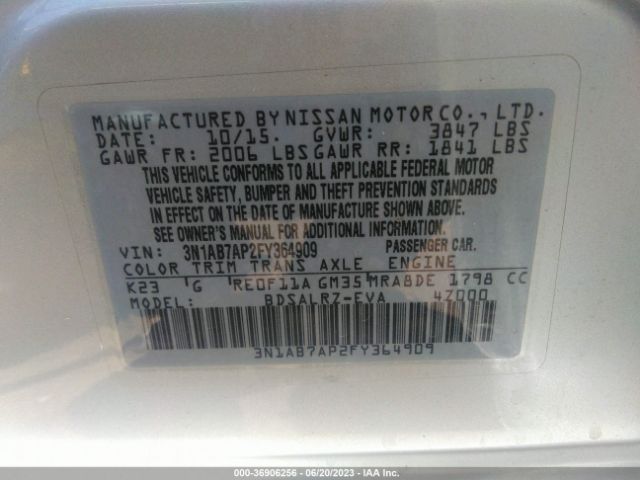 MANUFACTURED BY NISSAN MOTOR CO., LTD.
DATE: 10/15. GVWR: 3847 LBS
GAWR FR: 2006 LBS GAWR RR: 1841 LBS
THIS VEHICLE CONFORMS TO ALL APPLICABLE FEDERAL MOTOR
VEHICLE SAFETY, BUMPER AND THEFT PREVENTION STANDARDS
IN EFFECT ON THE DATE OF MANUFACTURE SHOWN ABOVE.
SEE OWNER'S MANUAL FOR ADDITIONAL INFORMATION.
VIN: 3N1AB7AP2FY364909 PASSENGER CAR.
COLOR TRIM TRANS AXLE ENGINE
K23 G RE0F11A GM35 MRA8DE 1798 CC
MODEL: BDSALRZ-EVA 4Z000
3N1AB7AP2FY364909
000-36906256 - 06/20/2023 - IAA Inc.